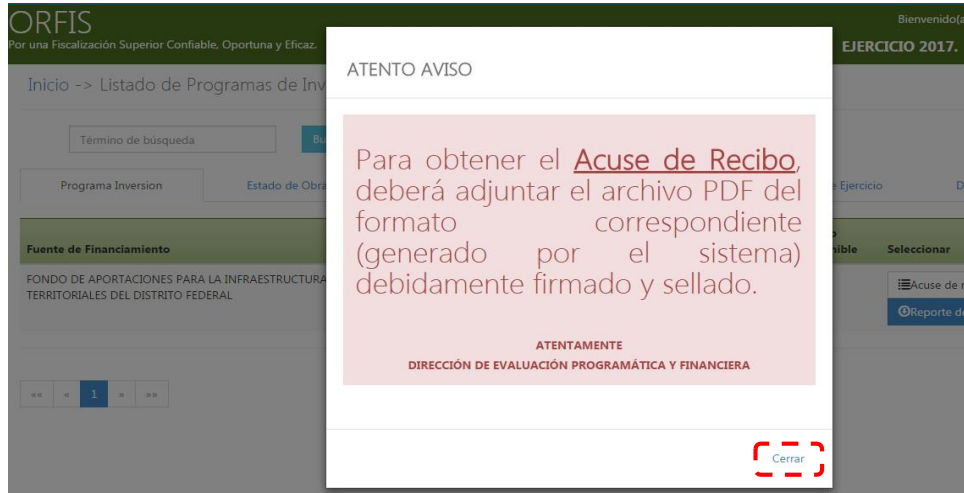 ORFIS
Por una Fiscalización Superior Confiable, Oportuna y Eficaz.
Bienvenido(a
EJERCICIO 2017.
Inicio -> Listado de Programas de Inv
Término de búsqueda
Bu
Programa Inversion
Estado de Obra
e Ejercicio
D
Fuente de Financiamiento
nible
Seleccionar
FONDO DE APORTACIONES PARA LA INFRAESTRUCTURA
TERRITORIALES DEL DISTRITO FEDERAL
Acuse de r
Reporte de
«« « 1 » »»
ATENTO AVISO
Para obtener el Acuse de Recibo,
deberá adjuntar el archivo PDF del
formato correspondiente
(generado por el sistema)
debidamente firmado y sellado.
ATENTAMENTE
DIRECCIÓN DE EVALUACIÓN PROGRAMÁTICA Y FINANCIERA
Cerrar